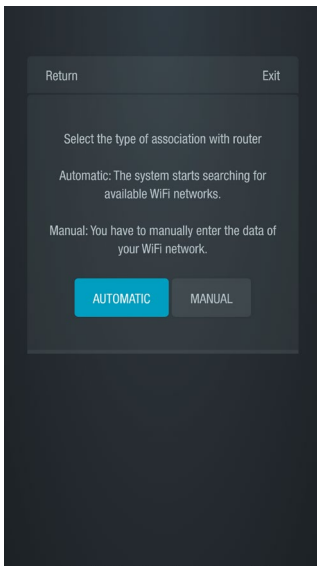 Return Exit
Select the type of association with router
Automatic: The system starts searching for
available WiFi networks.
Manual: You have to manually enter the data of
your WiFi network.
AUTOMATIC MANUAL